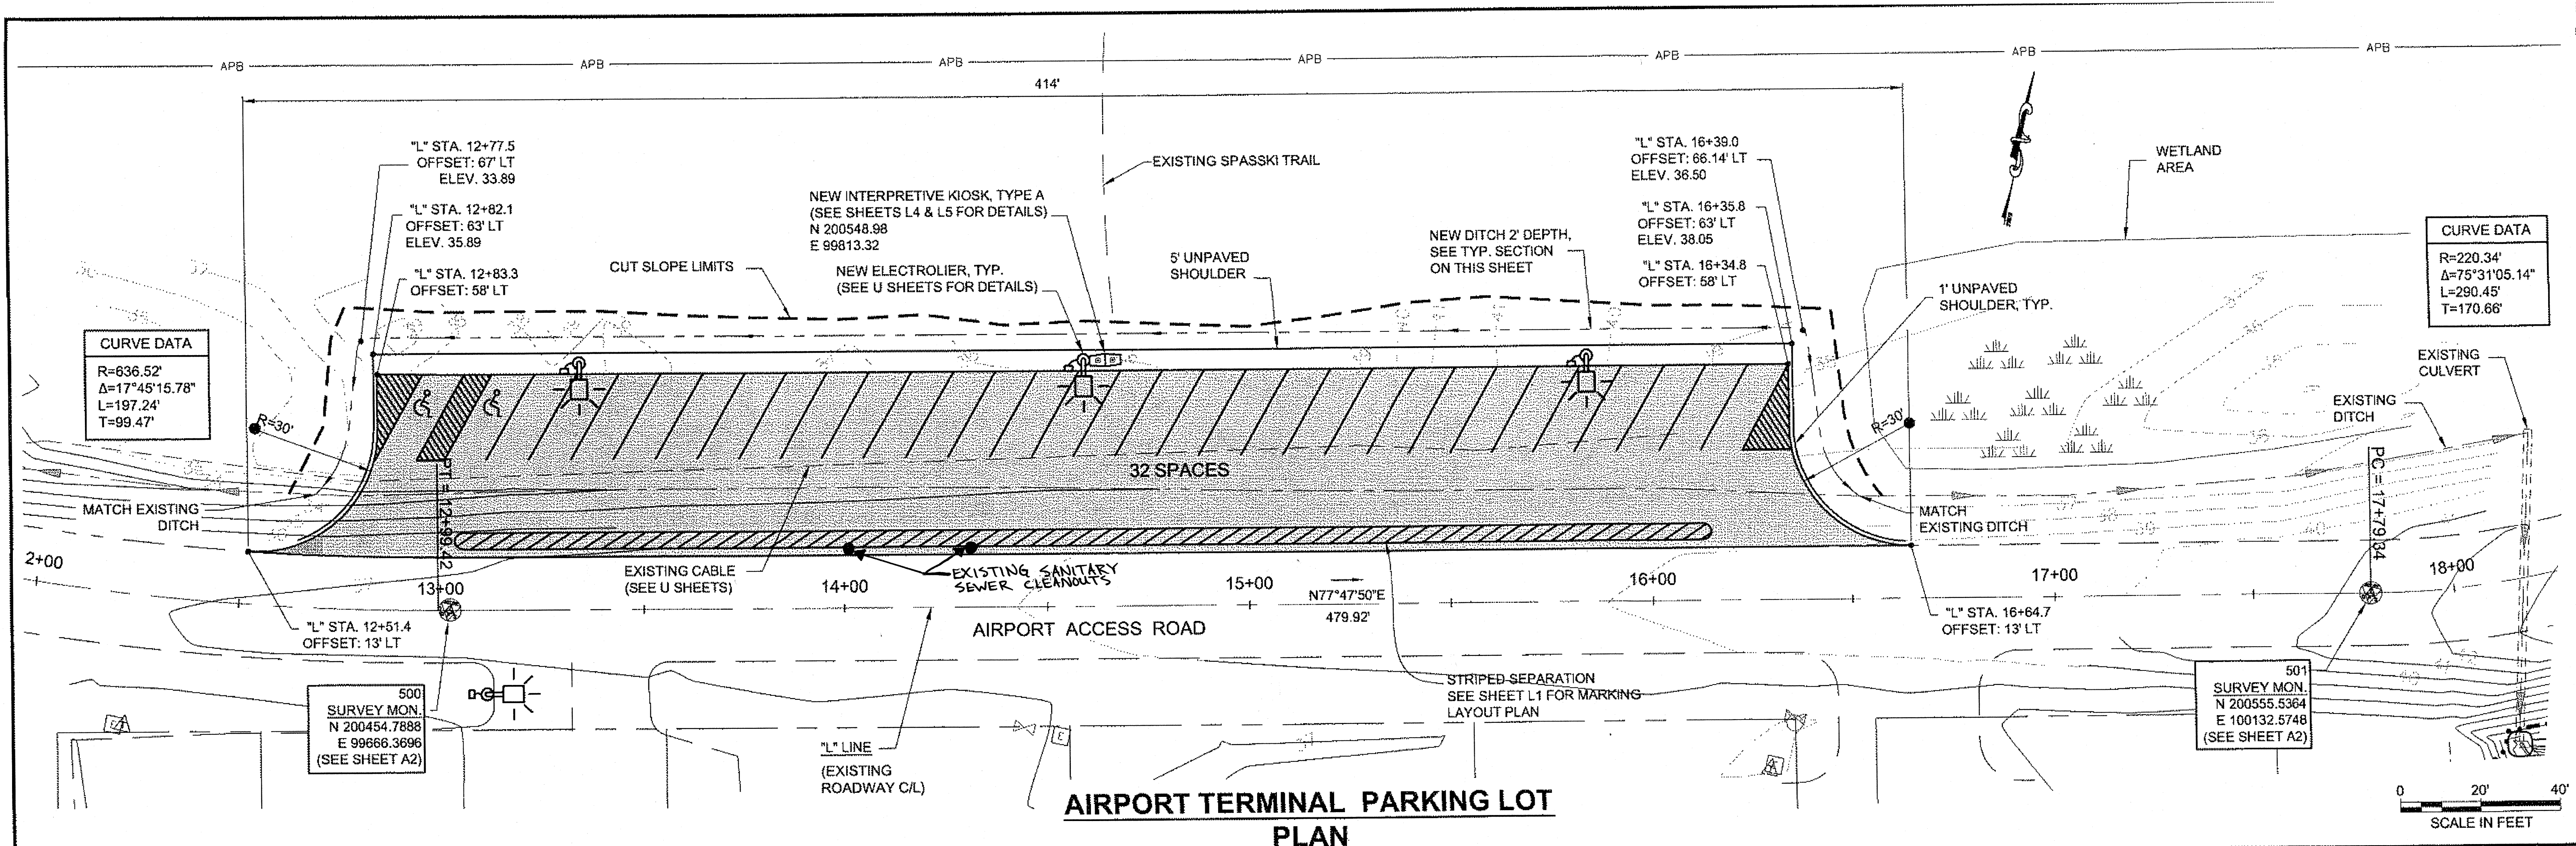 APB APB APB APB APB APB APB
414'
"L" STA. 12+77.5
OFFSET: 67' LT
ELEV. 33.89
"L" STA. 12+82.1
OFFSET: 63' LT
ELEV. 35.89
"L" STA. 12+83.3
OFFSET: 58' LT
CUT SLOPE LIMITS
NEW INTERPRETIVE KIOSK, TYPE A
(SEE SHEETS L4 & L5 FOR DETAILS)
N 200548.98
E 99813.32
NEW ELECTROLIER, TYP.
(SEE U SHEETS FOR DETAILS)
EXISTING SPASSKI TRAIL
5' UNPAVED
SHOULDER
NEW DITCH 2' DEPTH,
SEE TYP. SECTION
ON THIS SHEET
"L" STA. 16+39.0
OFFSET: 66.14' LT
ELEV. 36.50
"L" STA. 16+35.8
OFFSET: 63' LT
ELEV. 38.05
"L" STA. 16+34.8
OFFSET: 58' LT
1' UNPAVED
SHOULDER, TYP.
WETLAND
AREA
CURVE DATA
R=220.34'
Δ=75°31'05.14"
L=290.45'
T=170.66'
EXISTING
CULVERT
EXISTING
DITCH
CURVE DATA
R=636.52'
Δ=17°45'15.78"
L=197.24'
T=99.47'
R=30'
R=30'
32 SPACES
MATCH EXISTING
DITCH
MATCH
EXISTING DITCH
PT = 12+99.42
PC = 17+79.34
EXISTING CABLE
(SEE U SHEETS)
EXISTING SANITARY
SEWER CLEANOUTS
2+00
13+00
14+00
15+00
16+00
17+00
18+00
N77°47'50"E
479.92'
"L" STA. 12+51.4
OFFSET: 13' LT
AIRPORT ACCESS ROAD
"L" STA. 16+64.7
OFFSET: 13' LT
500
SURVEY MON.
N 200454.7888
E 99666.3696
(SEE SHEET A2)
"L" LINE
(EXISTING
ROADWAY C/L)
STRIPED SEPARATION
SEE SHEET L1 FOR MARKING
LAYOUT PLAN
501
SURVEY MON.
N 200555.5364
E 100132.5748
(SEE SHEET A2)
AIRPORT TERMINAL PARKING LOT
PLAN
0 20' 40'
SCALE IN FEET